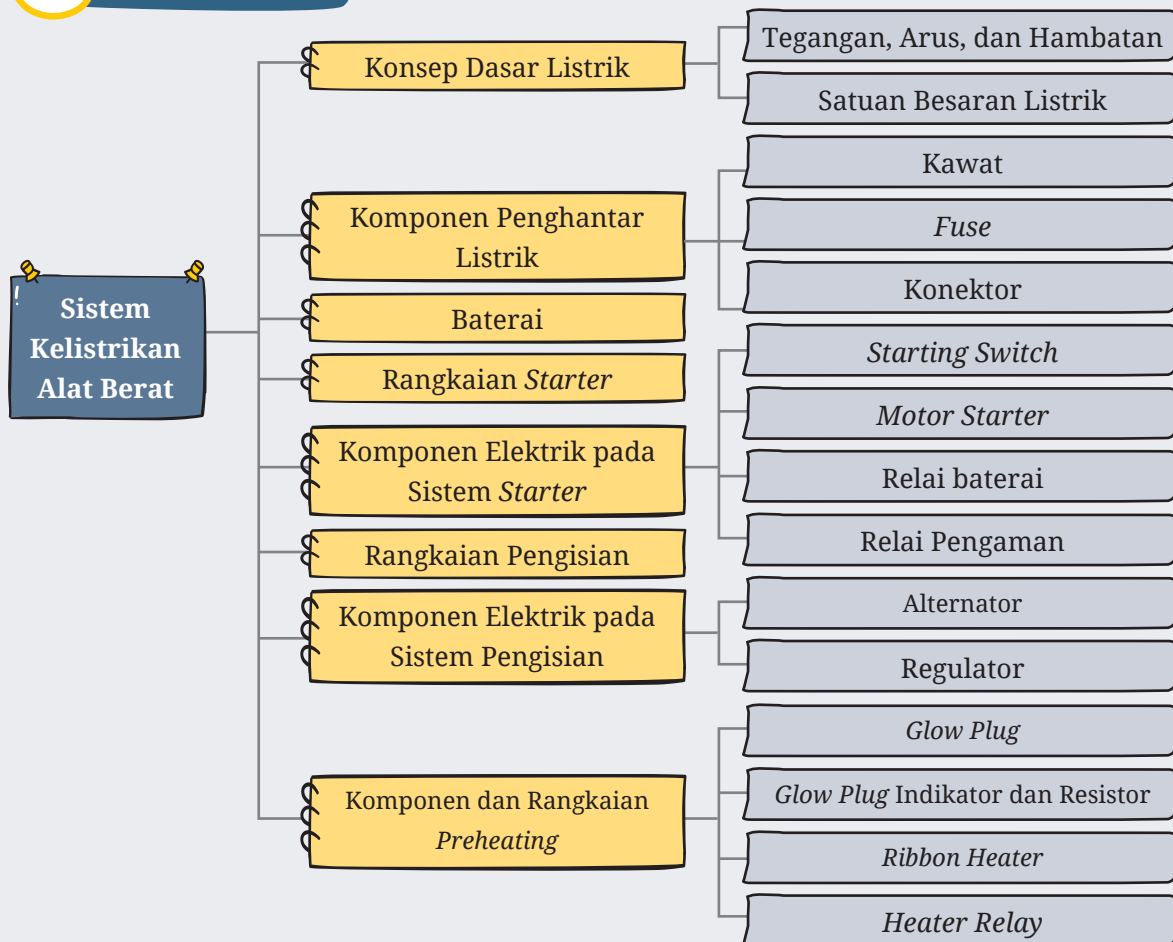 Sistem
Kelistrikan
Alat Berat
Konsep Dasar Listrik
Tegangan, Arus, dan Hambatan
Satuan Besaran Listrik
Komponen Penghantar
Listrik
Kawat
Fuse
Konektor
Baterai
Rangkaian Starter
Komponen Elektrik pada
Sistem Starter
Starting Switch
Motor Starter
Relai baterai
Relai Pengaman
Rangkaian Pengisian
Komponen Elektrik pada
Sistem Pengisian
Alternator
Regulator
Komponen dan Rangkaian
Preheating
Glow Plug
Glow Plug Indikator dan Resistor
Ribbon Heater
Heater Relay